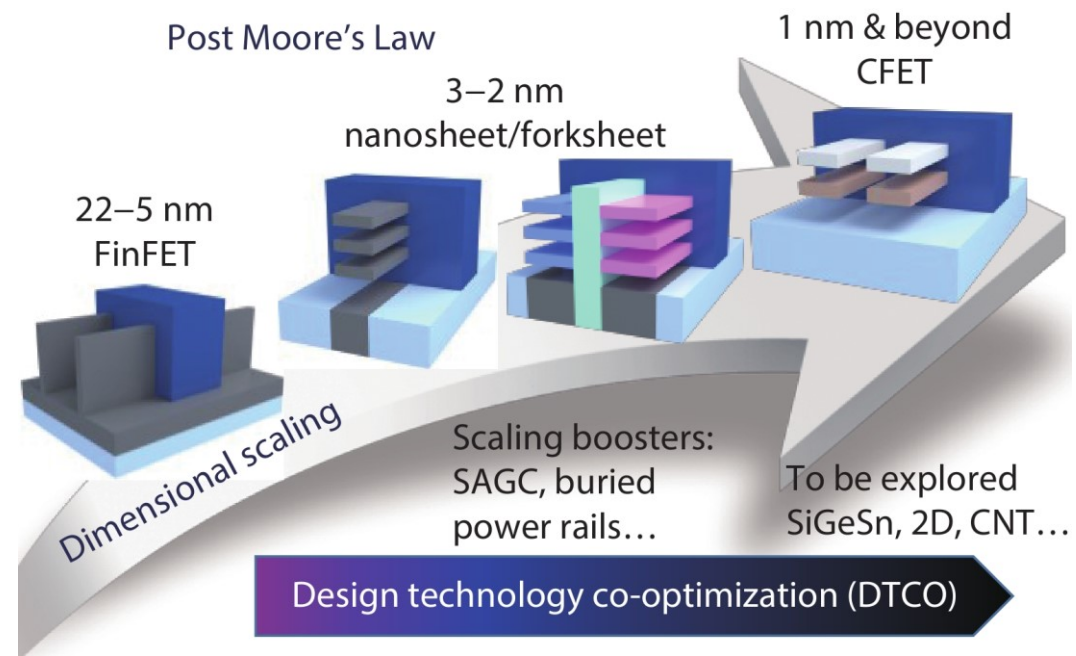 Post Moore’s Law
1 nm & beyond
CFET
3–2 nm
nanosheet/forksheet
22–5 nm
FinFET
Dimensional scaling
Scaling boosters:
SAGC, buried
power rails…
To be explored
SiGeSn, 2D, CNT…
Design technology co-optimization (DTCO)